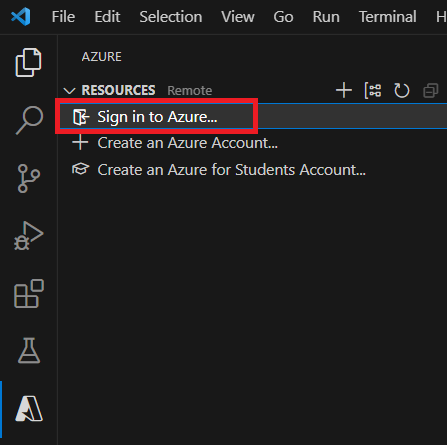 File Edit Selection View Go Run Terminal H
AZURE
RESOURCES Remote
Sign in to Azure...
Create an Azure Account...
Create an Azure for Students Account...